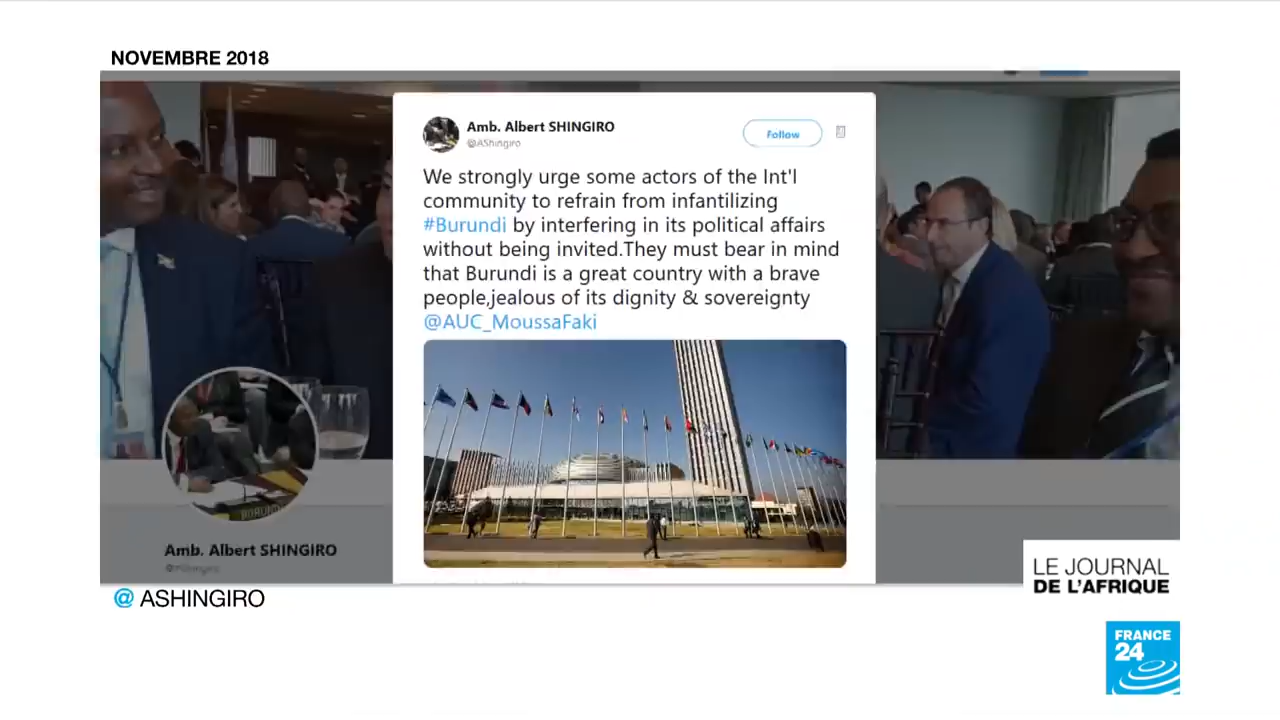 NOVEMBRE 2018
Amb. Albert SHINGIRO
@AShingiro
Follow
We strongly urge some actors of the Int'l
community to refrain from infantilizing
#Burundi by interfering in its political affairs
without being invited.They must bear in mind
that Burundi is a great country with a brave
people,jealous of its dignity & sovereignty
@AUC_MoussaFaki
BURUNDI
Amb. Albert SHINGIRO
@AShingiro
@ ASHINGIRO
LE JOURNAL
DE L'AFRIQUE
FRANCE
24